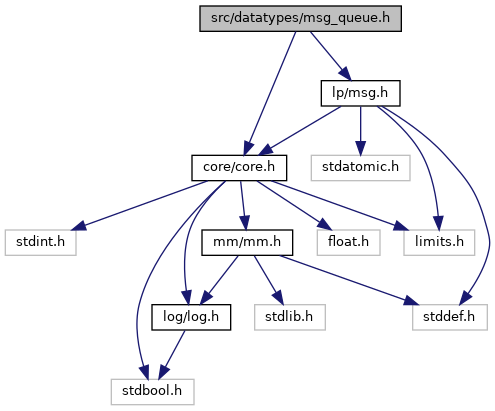 src/datatypes/msg_queue.h
lp/msg.h
core/core.h
stdatomic.h
stdint.h
mm/mm.h
float.h
limits.h
log/log.h
stdlib.h
stddef.h
stdbool.h